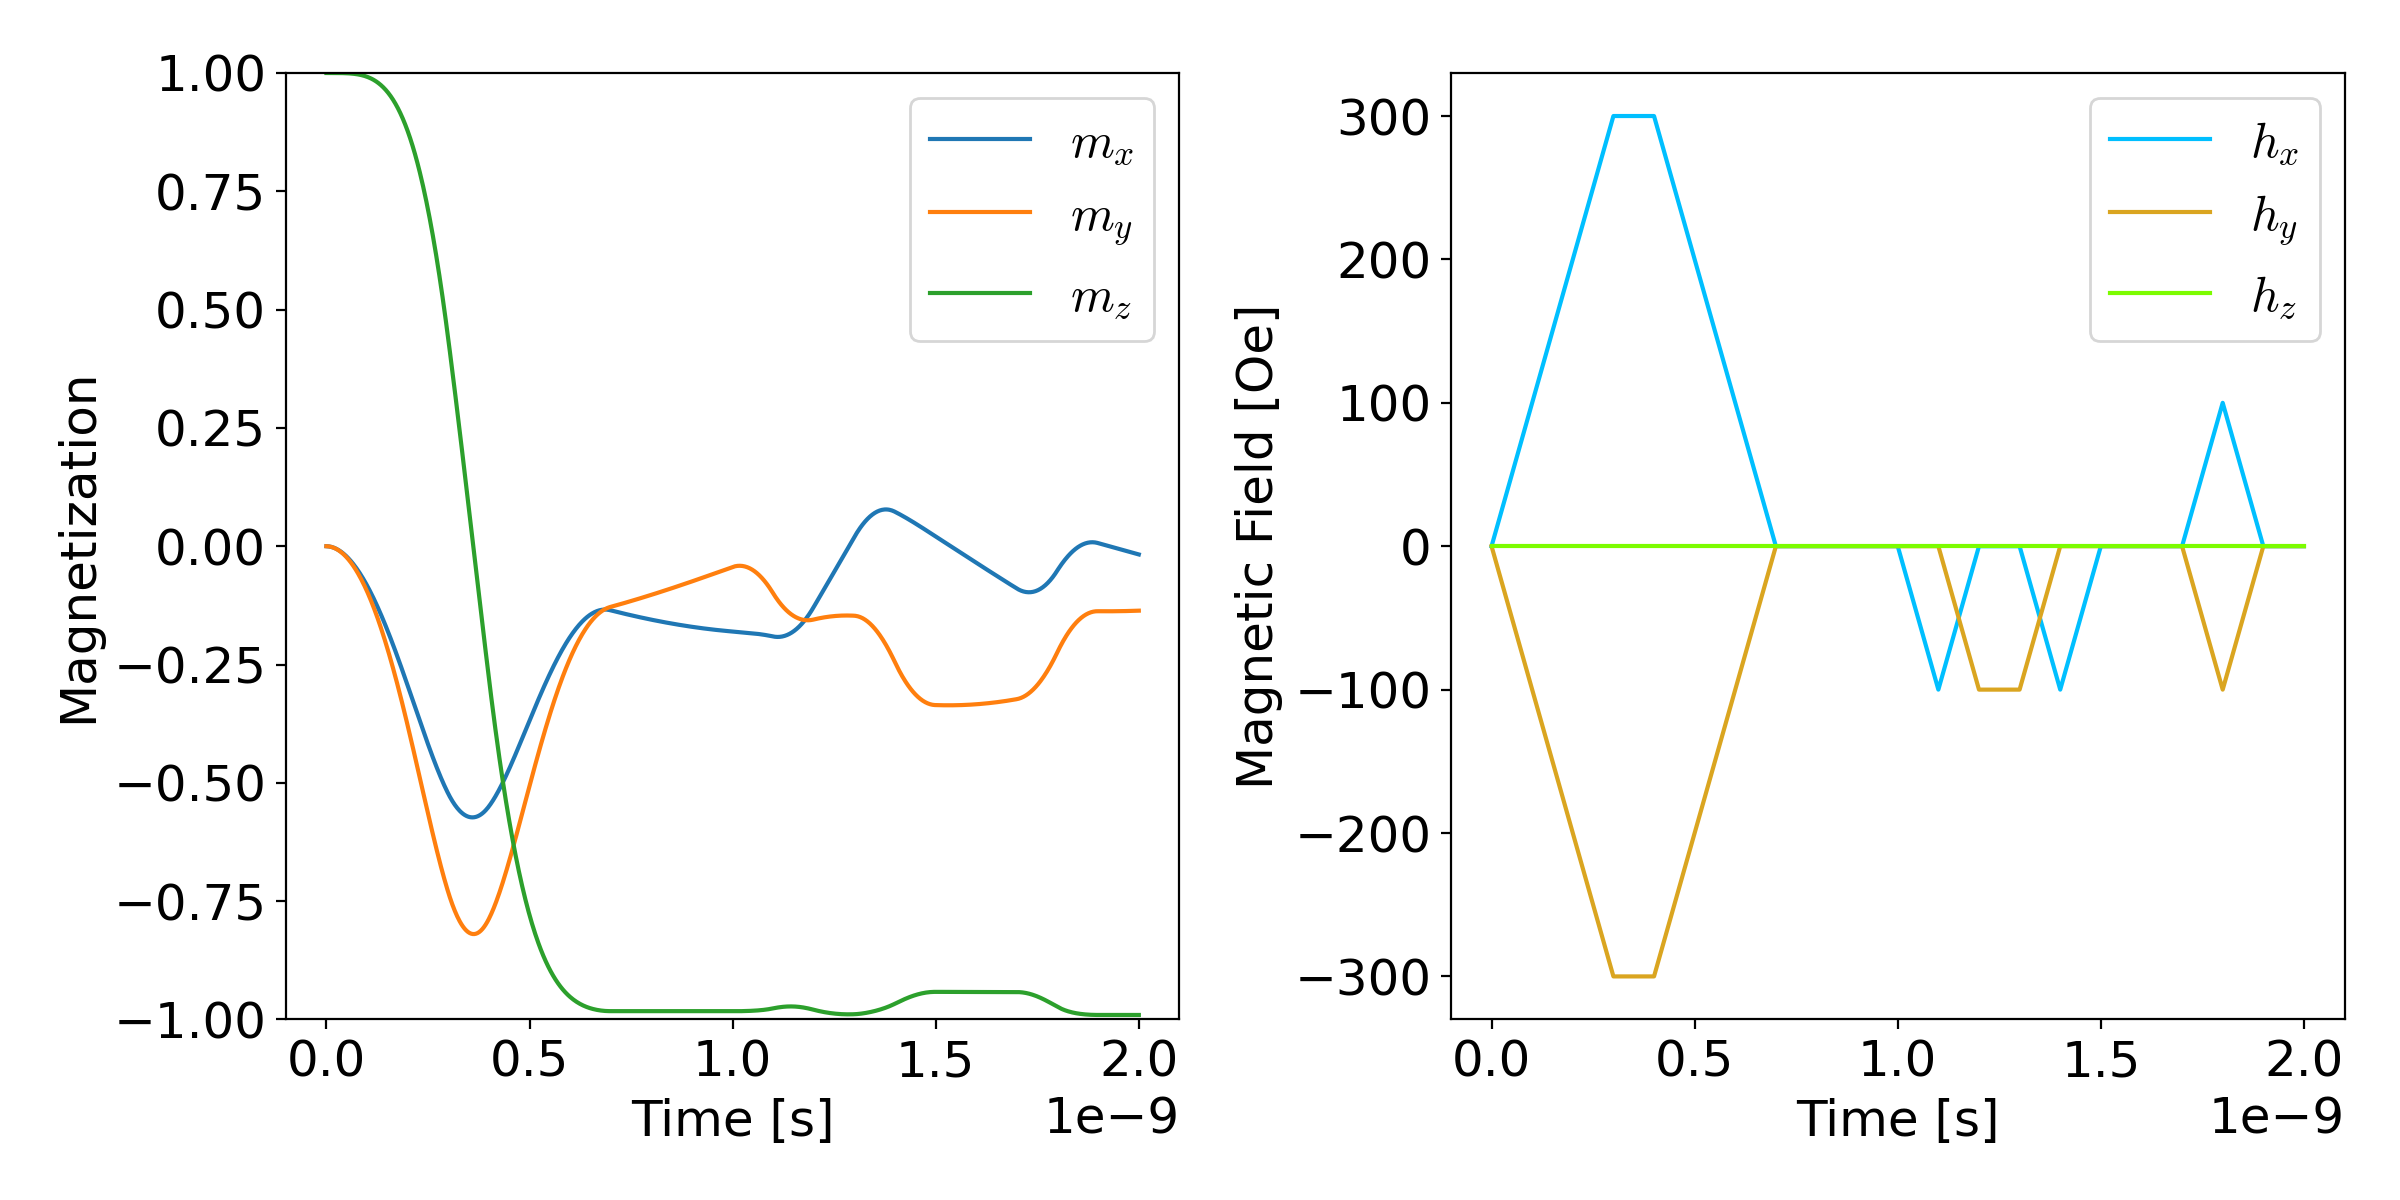 1.00
0.75
0.50
0.25
0.00
−0.25
−0.50
−0.75
−1.00
Magnetization
0.0 0.5 1.0 1.5 2.0
Time [s]
1e−9
m_x
m_y
m_z
300
200
100
0
−100
−200
−300
Magnetic Field [Oe]
0.0 0.5 1.0 1.5 2.0
Time [s]
1e−9
h_x
h_y
h_z